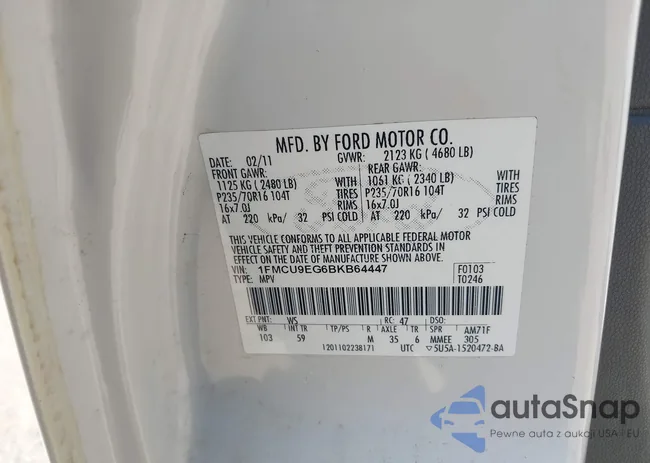 MFD. BY FORD MOTOR CO.
DATE: 02/11 GVWR: 2123 KG ( 4680 LB)
FRONT GAWR: REAR GAWR:
1125 KG ( 2480 LB) WITH 1061 KG ( 2340 LB) WITH
P235/70R16 104T TIRES P235/70R16 104T TIRES
16x7.0J RIMS 16x7.0J RIMS
AT 220 kPa/ 32 PSI COLD AT 220 kPa/ 32 PSI COLD
THIS VEHICLE CONFORMS TO ALL APPLICABLE FEDERAL MOTOR
VEHICLE SAFETY AND THEFT PREVENTION STANDARDS IN EFFECT ON THE
DATE OF MANUFACTURE SHOWN ABOVE.
VIN: 1FMCU9EG6BKB64447 F0103
TYPE: MPV T0246
EXT PNT: WS RC: 47 DSO:
WB INT TR TP/PS R AXLE TR SPR AM71F
103 59 M 35 6 MMEE 305
1201102238171 UTC ▽5U5A-1520472-BA
autaSnap
Pewne auta z aukcji USA i EU